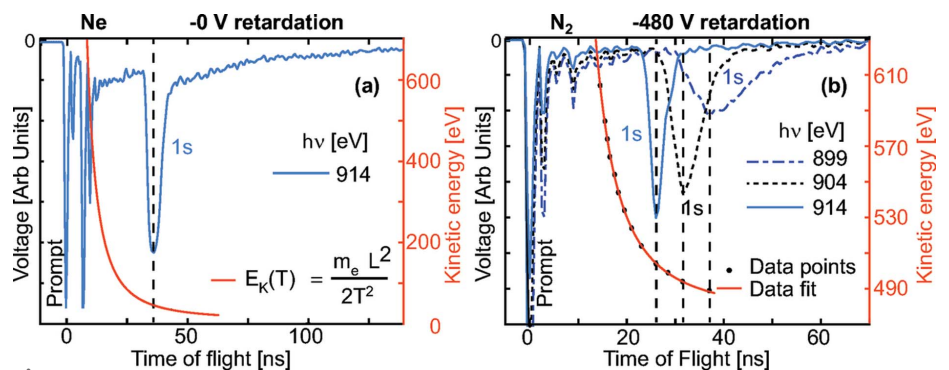 Ne -0 V retardation
0
Voltage [Arb Units]
Prompt
(a)
1s
hν [eV]
914
E_K(T) = m_e L^2 / 2T^2
600
400
200
0
Kinetic energy [eV]
0 50 100
Time of flight [ns]
N_2 -480 V retardation
0
Voltage [Arb Units]
Prompt
1s
1s
1s
(b)
hν [eV]
899
904
914
Data points
Data fit
610
570
530
490
Kinetic energy [eV]
0 20 40 60
Time of Flight [ns]